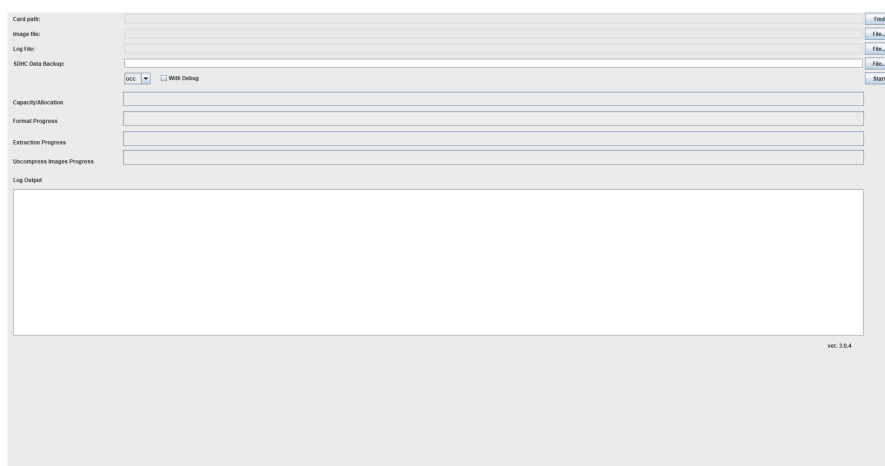 Card path: Find
Image file: File...
Log File: File...
SDHC Data Backup: File...
occ With Debug Start
Capacity/Allocation
Format Progress
Extraction Progress
Uncompress Images Progress
Log Output
ver. 3.0.4